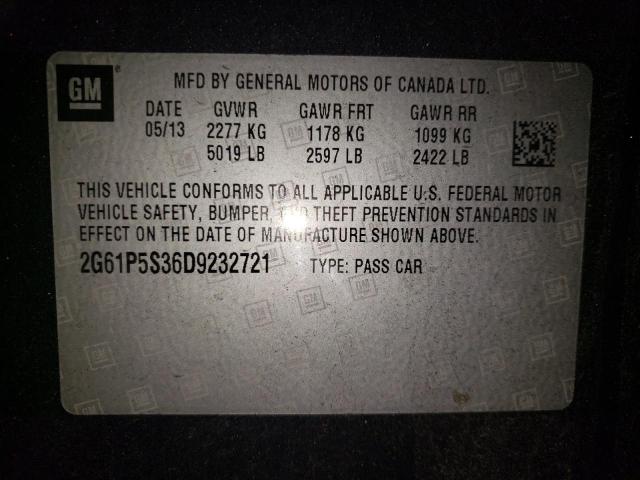 GM
MFD BY GENERAL MOTORS OF CANADA LTD.
DATE GVWR GAWR FRT GAWR RR
05/13 2277 KG 1178 KG 1099 KG
5019 LB 2597 LB 2422 LB
THIS VEHICLE CONFORMS TO ALL APPLICABLE U.S. FEDERAL MOTOR
VEHICLE SAFETY, BUMPER, AND THEFT PREVENTION STANDARDS IN
EFFECT ON THE DATE OF MANUFACTURE SHOWN ABOVE.
2G61P5S36D9232721 TYPE: PASS CAR